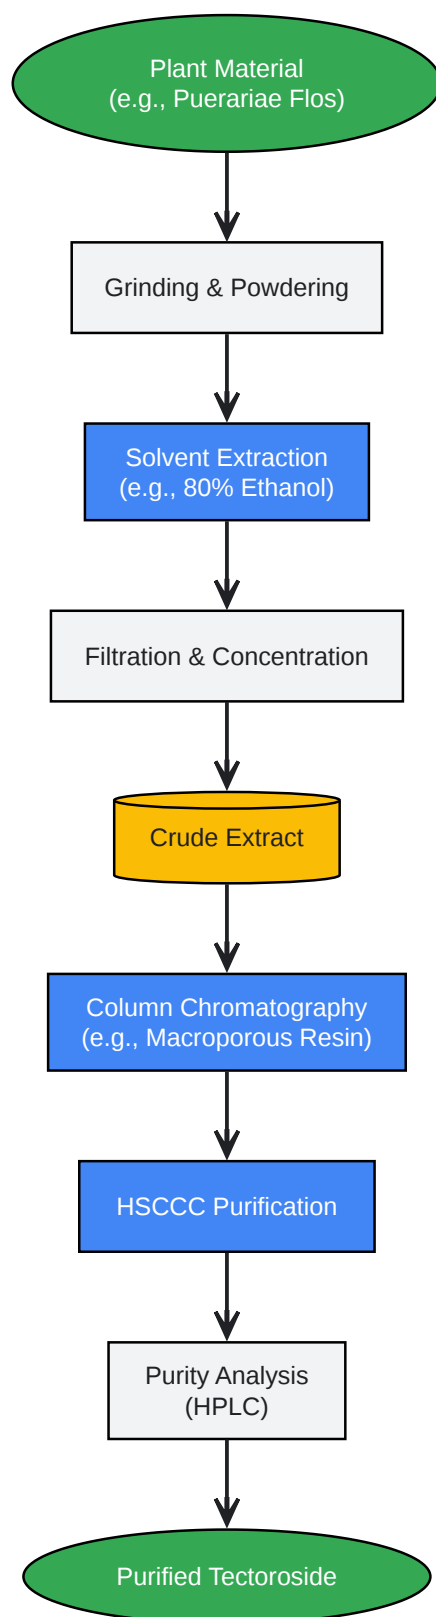 Plant Material
(e.g., Puerariae Flos)
Grinding & Powdering
Solvent Extraction
(e.g., 80% Ethanol)
Filtration & Concentration
Crude Extract
Column Chromatography
(e.g., Macroporous Resin)
HSCCC Purification
Purity Analysis
(HPLC)
Purified Tectoroside